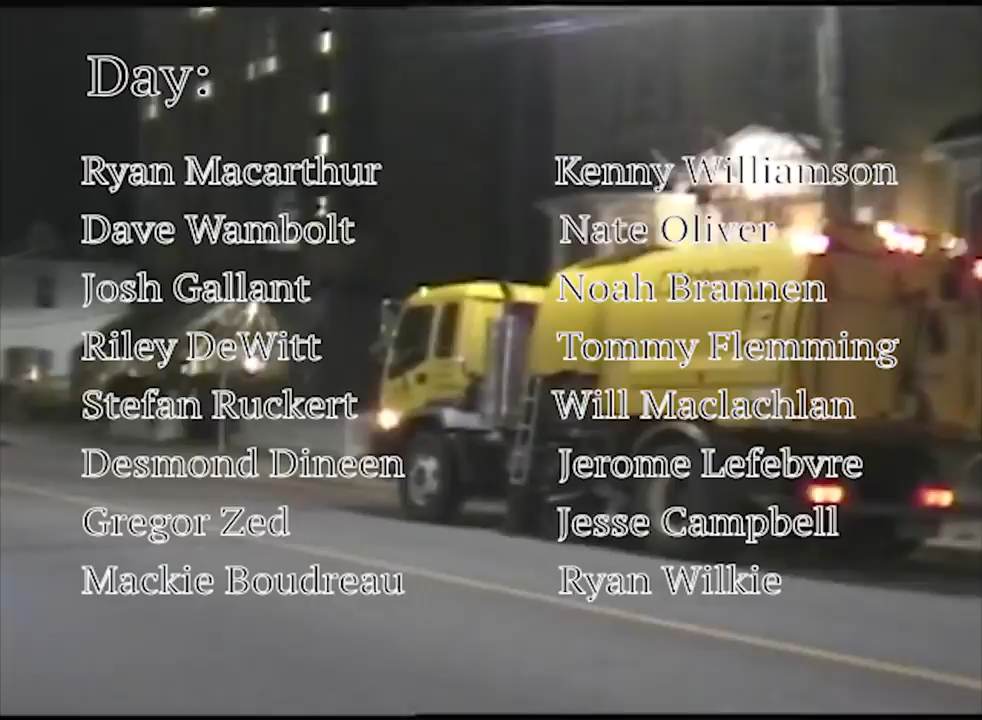 Day:
Ryan Macarthur
Dave Wambolt
Josh Gallant
Riley DeWitt
Stefan Ruckert
Desmond Dineen
Gregor Zed
Mackie Boudreau
Kenny Williamson
Nate Oliver
Noah Brannen
Tommy Flemming
Will Maclachlan
Jerome Lefebvre
Jesse Campbell
Ryan Wilkie